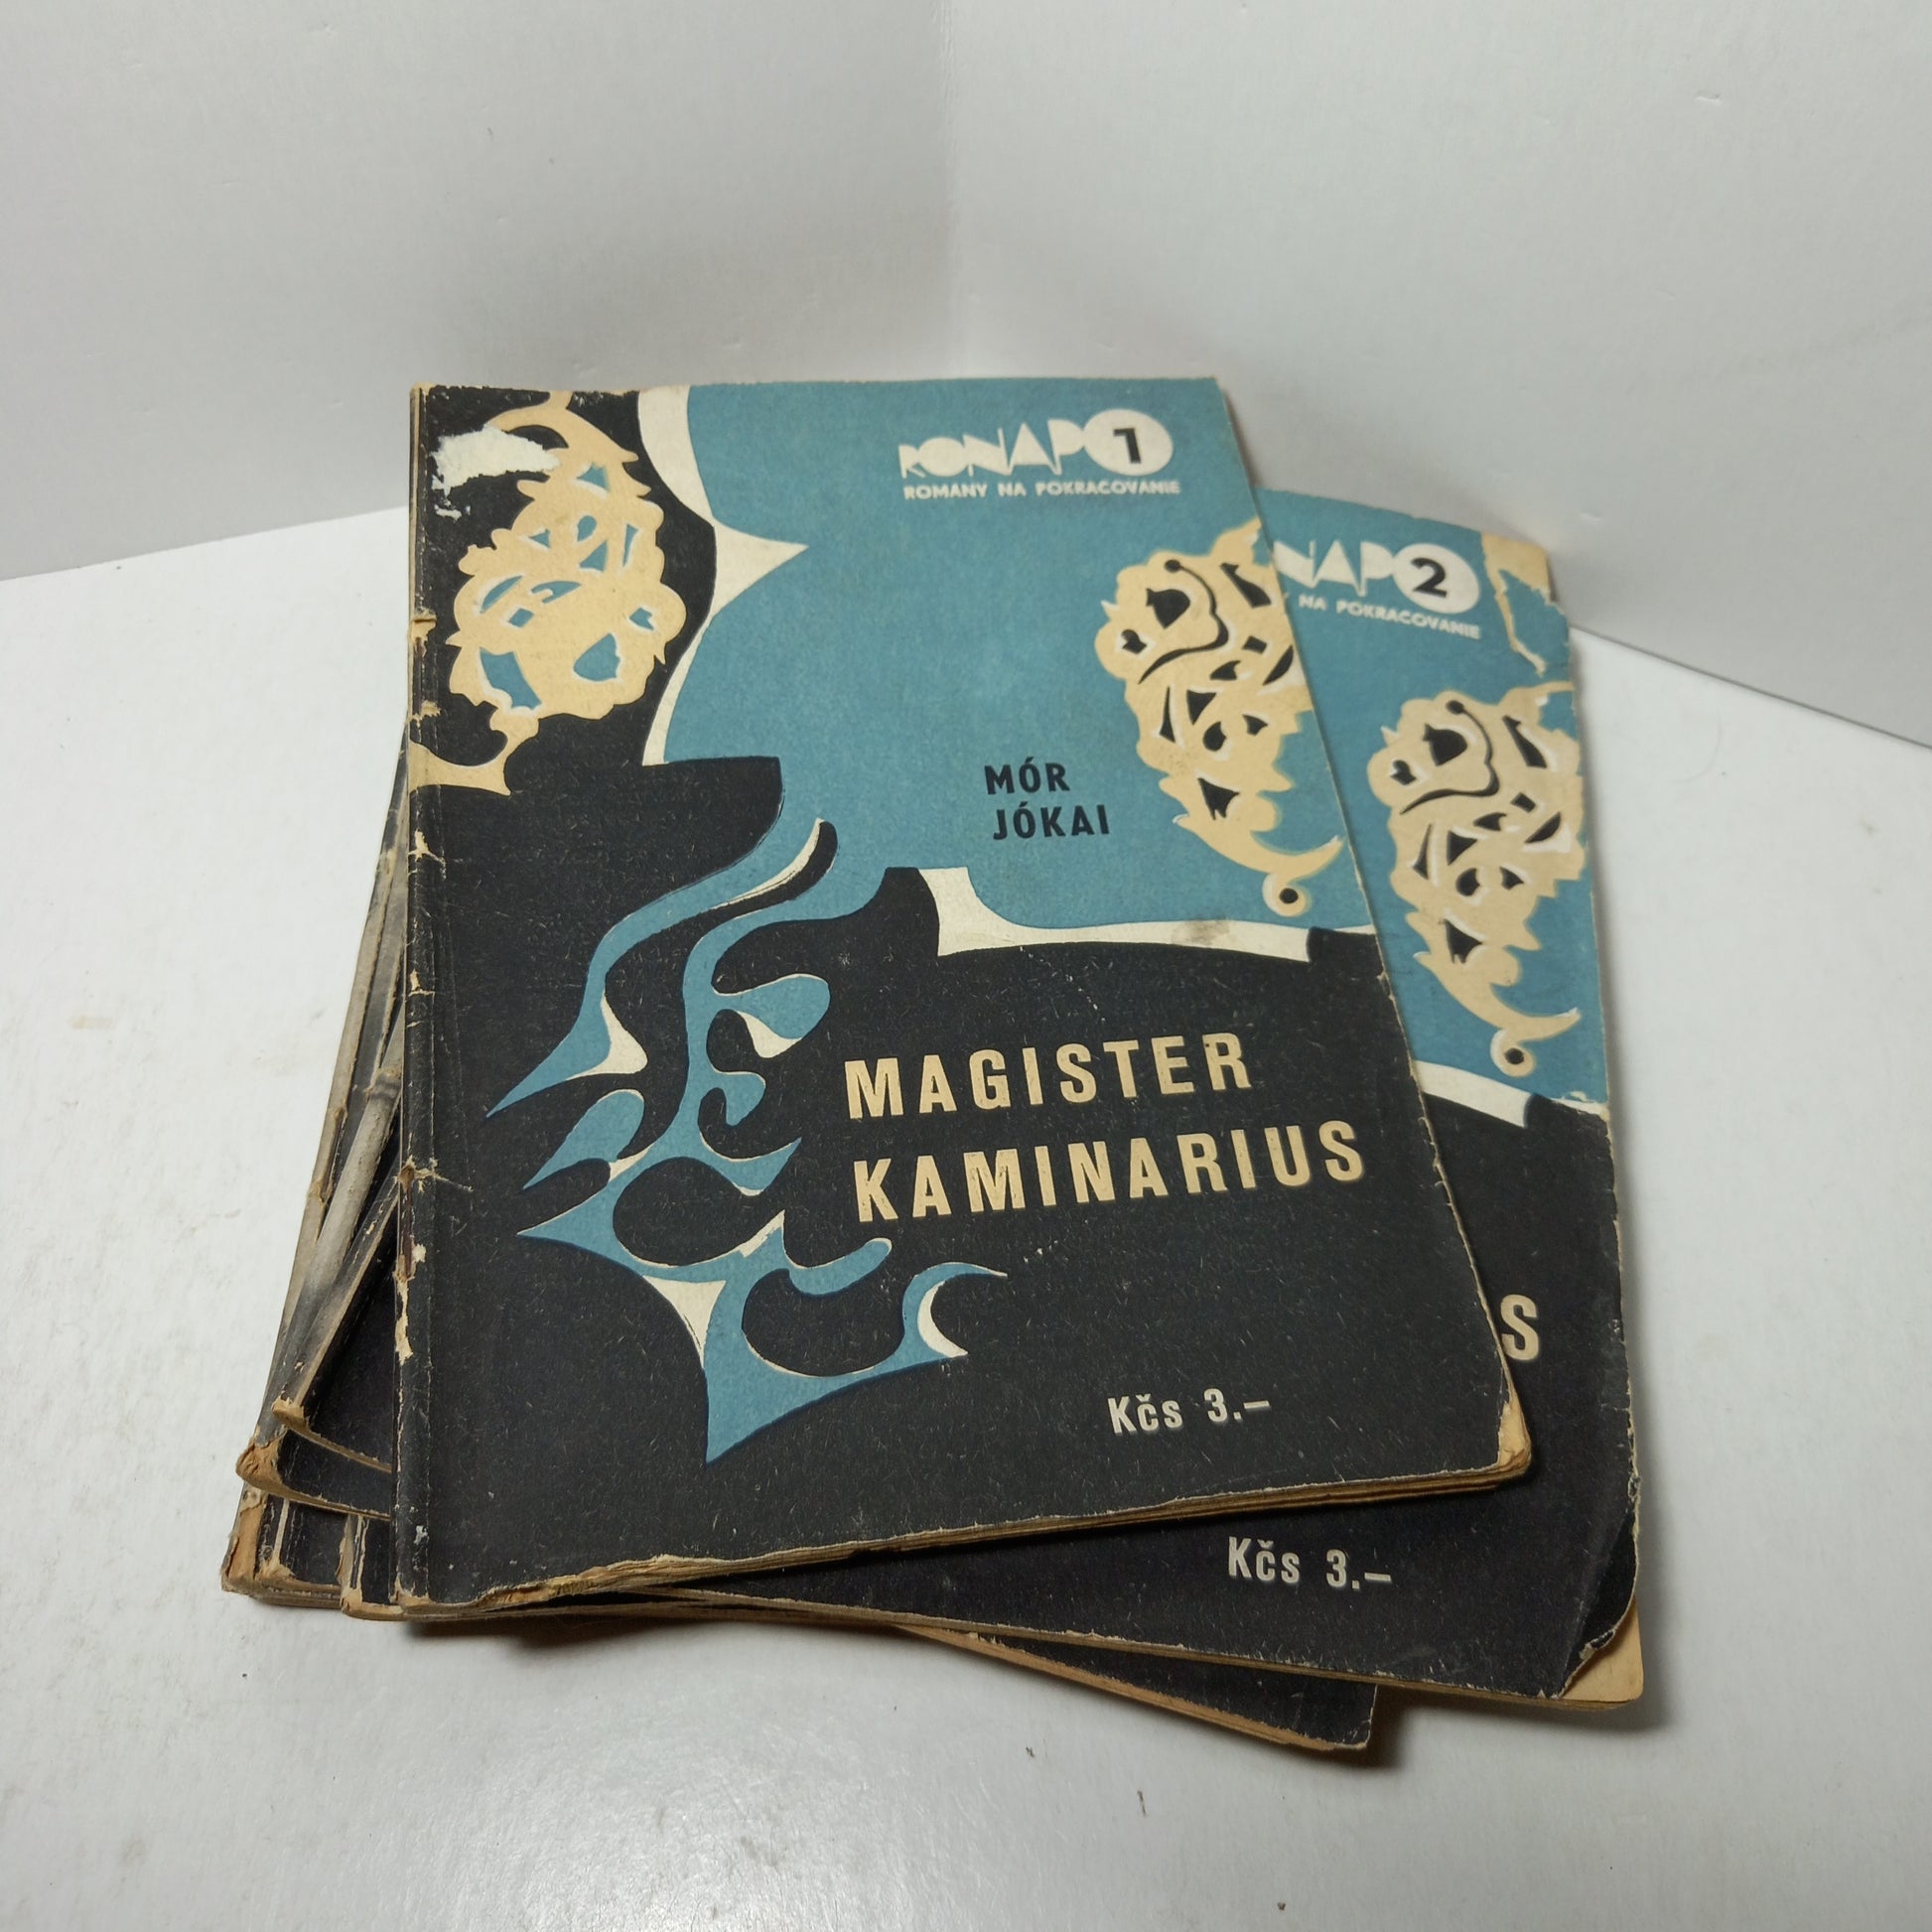 RONAP 1
ROMANY NA POKRACOVANIE
MÓR
JÓKAI
MAGISTER
KAMINARIUS
Kčs 3.–
NAP 2
NA POKRACOVANIE
S
Kčs 3.–